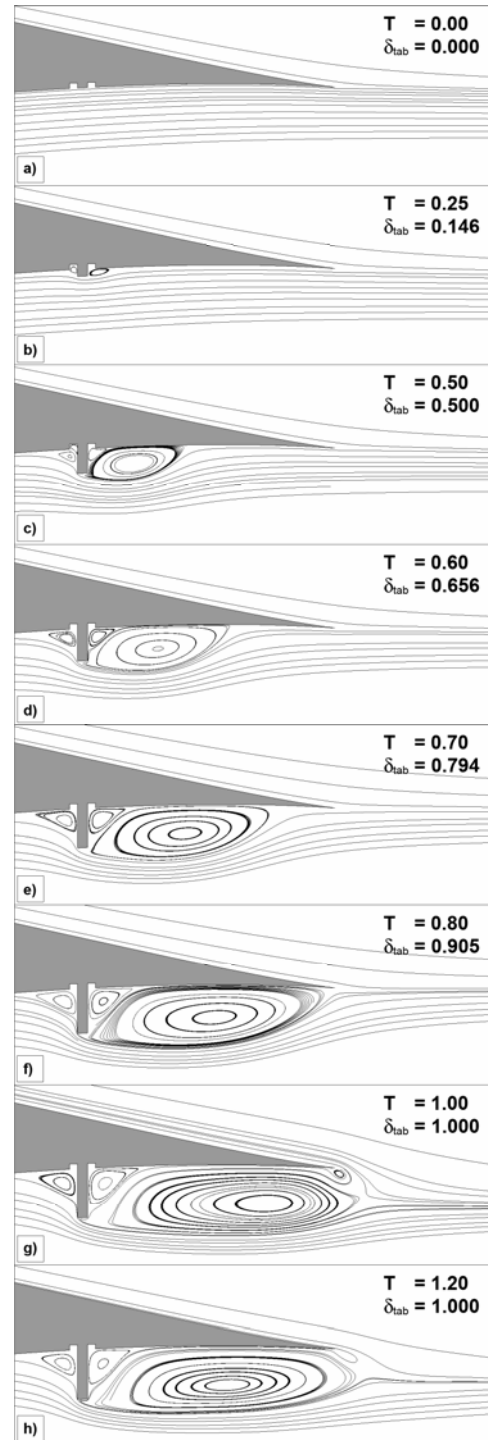 T = 0.00
δtab = 0.000
a)
T = 0.25
δtab = 0.146
b)
T = 0.50
δtab = 0.500
c)
T = 0.60
δtab = 0.656
d)
T = 0.70
δtab = 0.794
e)
T = 0.80
δtab = 0.905
f)
T = 1.00
δtab = 1.000
g)
T = 1.20
δtab = 1.000
h)